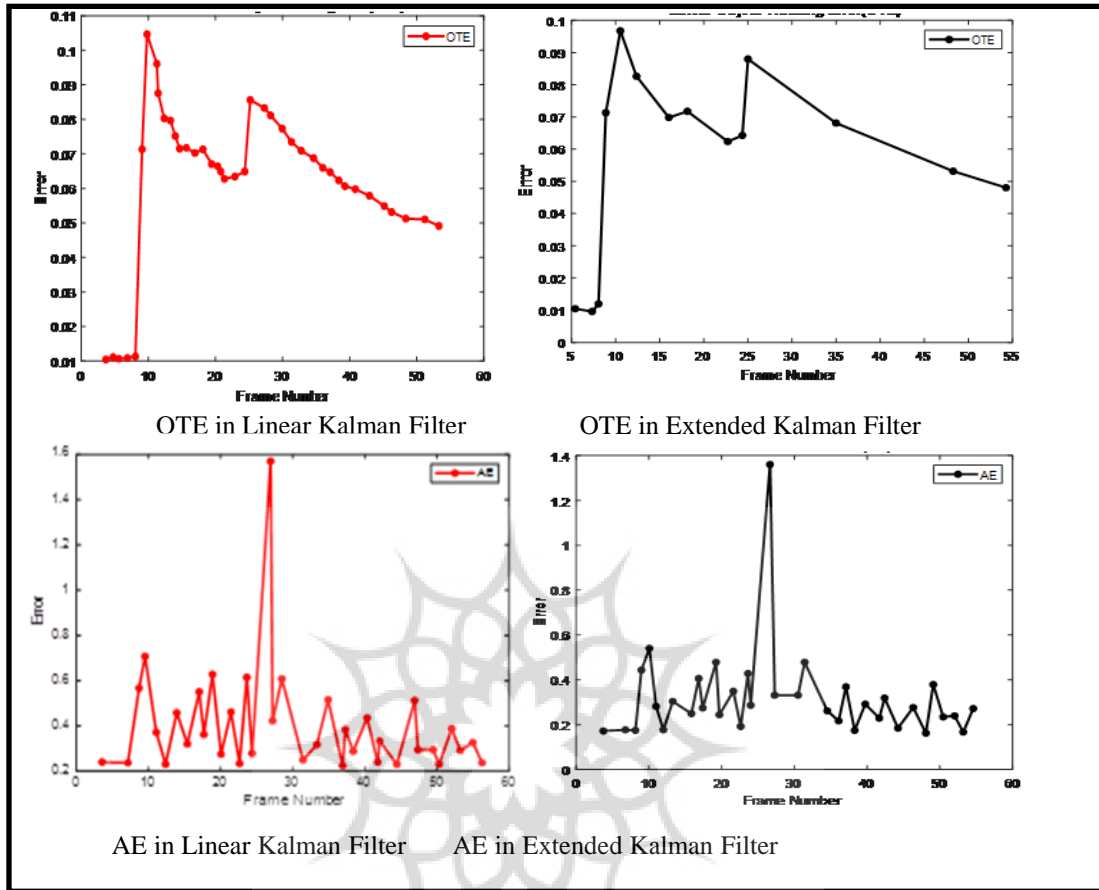 0.11
0.1
0.09
0.08
0.07
0.06
0.05
0.04
0.03
0.02
0.01
OTE
Error
0 10 20 30 40 50 60
Frame Number
OTE in Linear Kalman Filter
0.1
0.09
0.08
0.07
0.06
0.05
0.04
0.03
0.02
0.01
0
OTE
Error
5 10 15 20 25 30 35 40 45 50 55
Frame Number
OTE in Extended Kalman Filter
1.6
1.4
1.2
1
0.8
0.6
0.4
0.2
AE
Error
0 10 20 30 40 50 60
Frame Number
AE in Linear Kalman Filter
1.4
1.2
1
0.8
0.6
0.4
0.2
0
AE
Error
0 10 20 30 40 50 60
Frame Number
AE in Extended Kalman Filter